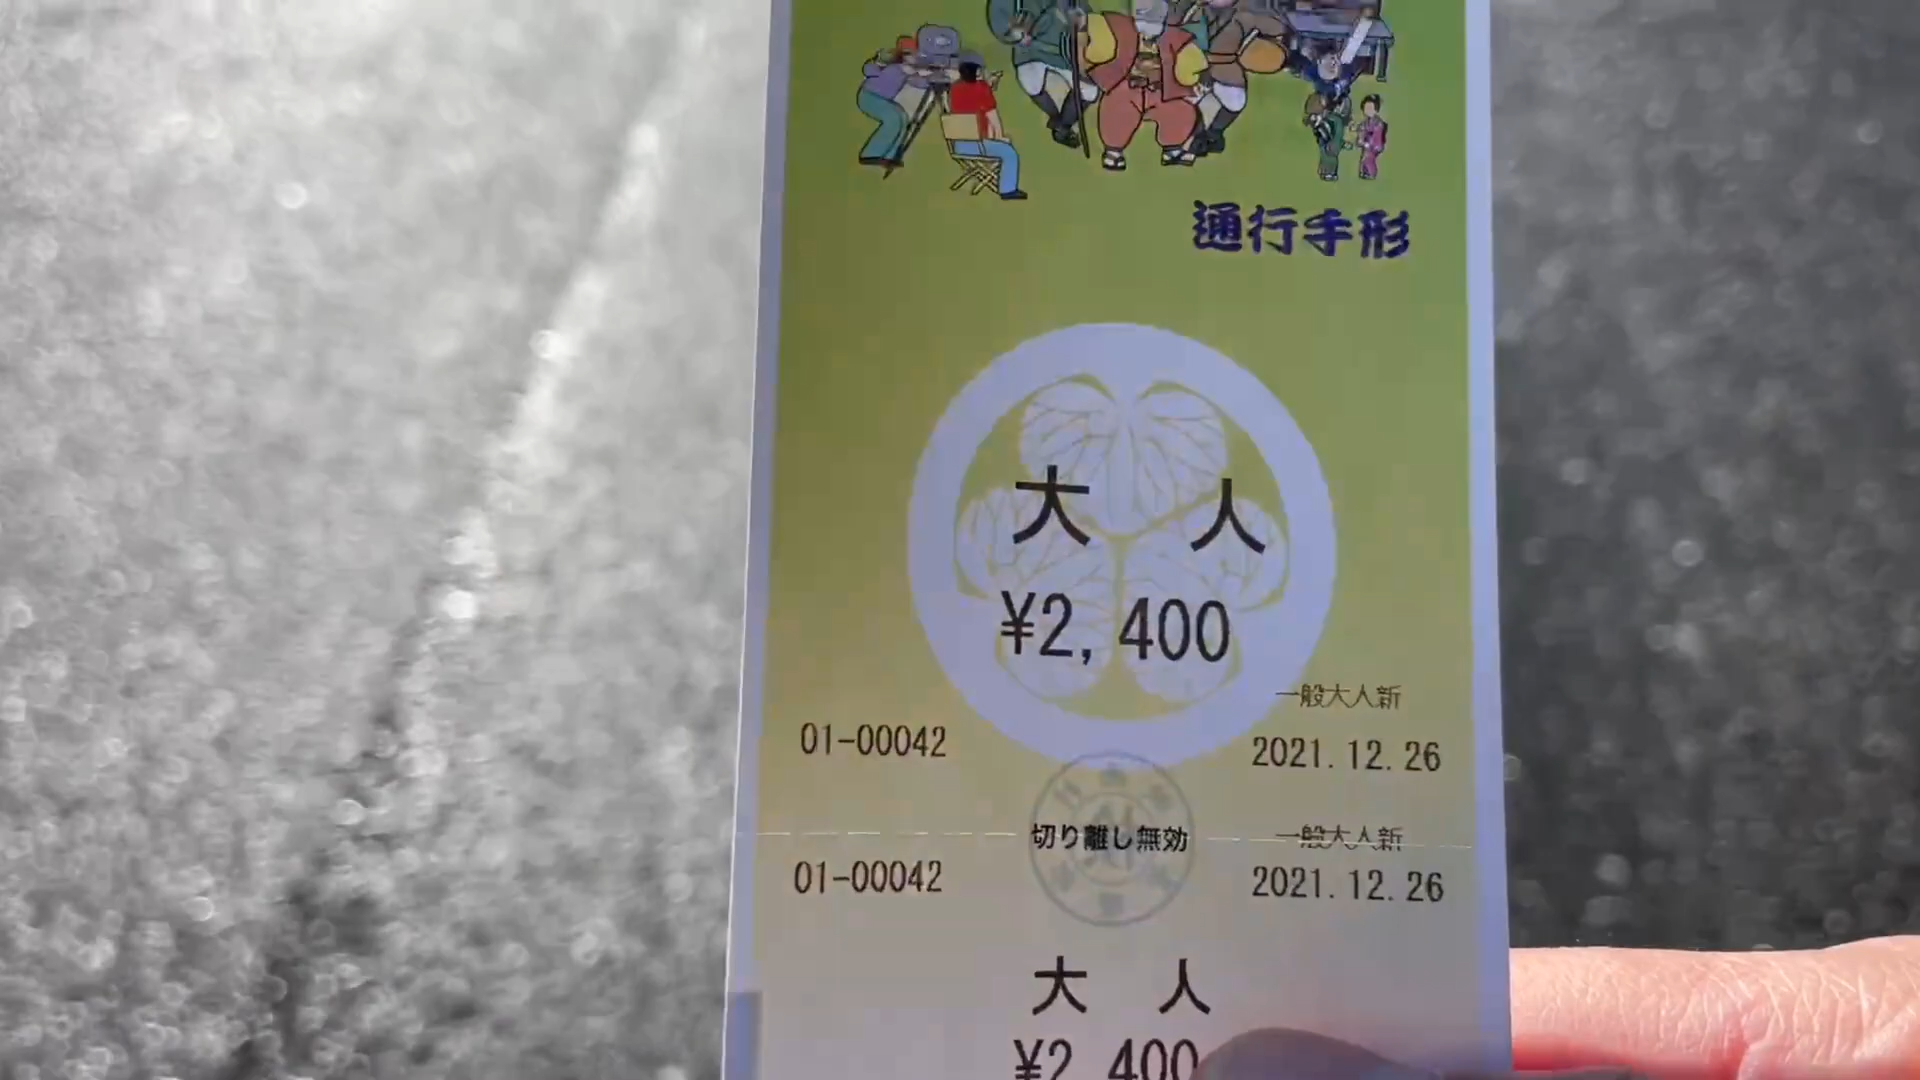 通行手形
大 人
¥2,400
一般大人新
01-00042
2021.12.26
切り離し無効
一般大人新
01-00042
2021.12.26
大 人
¥2,400